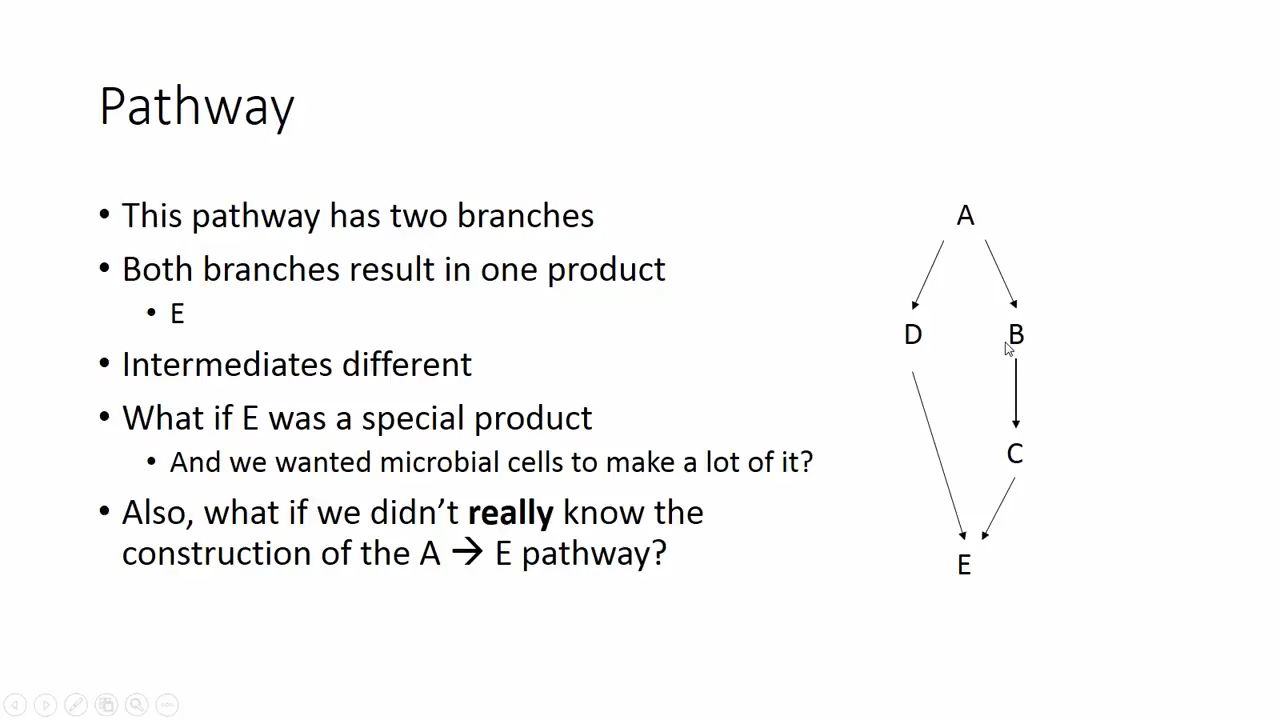 Pathway
• This pathway has two branches
• Both branches result in one product
• E
• Intermediates different
• What if E was a special product
• And we wanted microbial cells to make a lot of it?
• Also, what if we didn’t really know the
construction of the A → E pathway?
A
D B
C
E